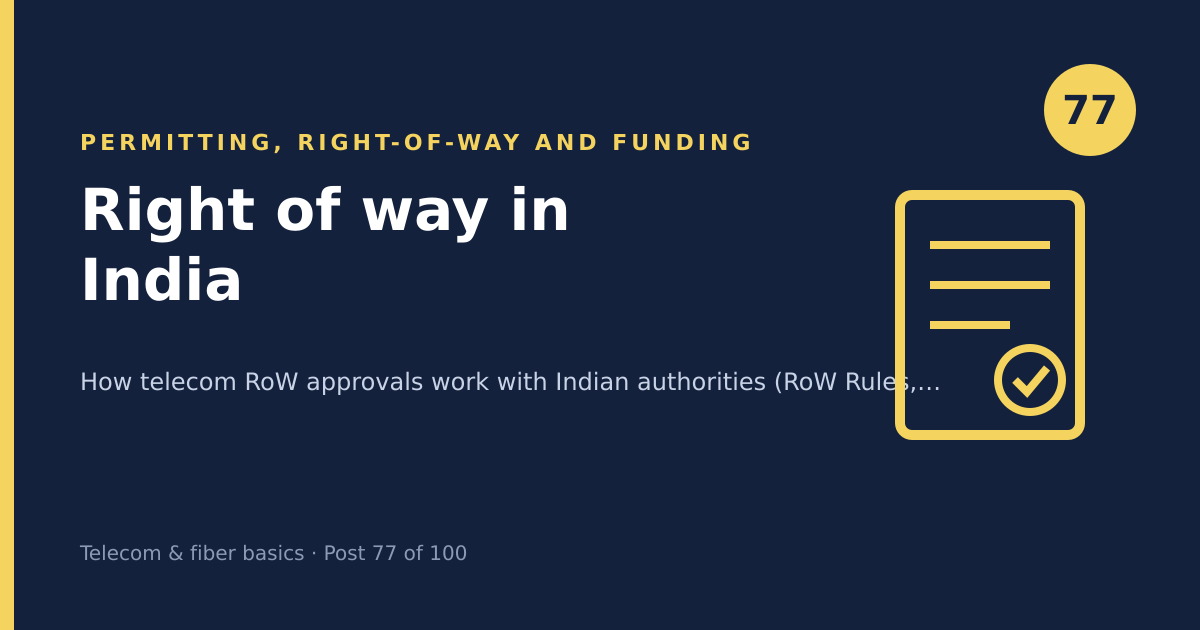 77
PERMITTING, RIGHT-OF-WAY AND FUNDING
Right of way in
India
How telecom RoW approvals work with Indian authorities (RoW Rules,…
Telecom & fiber basics · Post 77 of 100